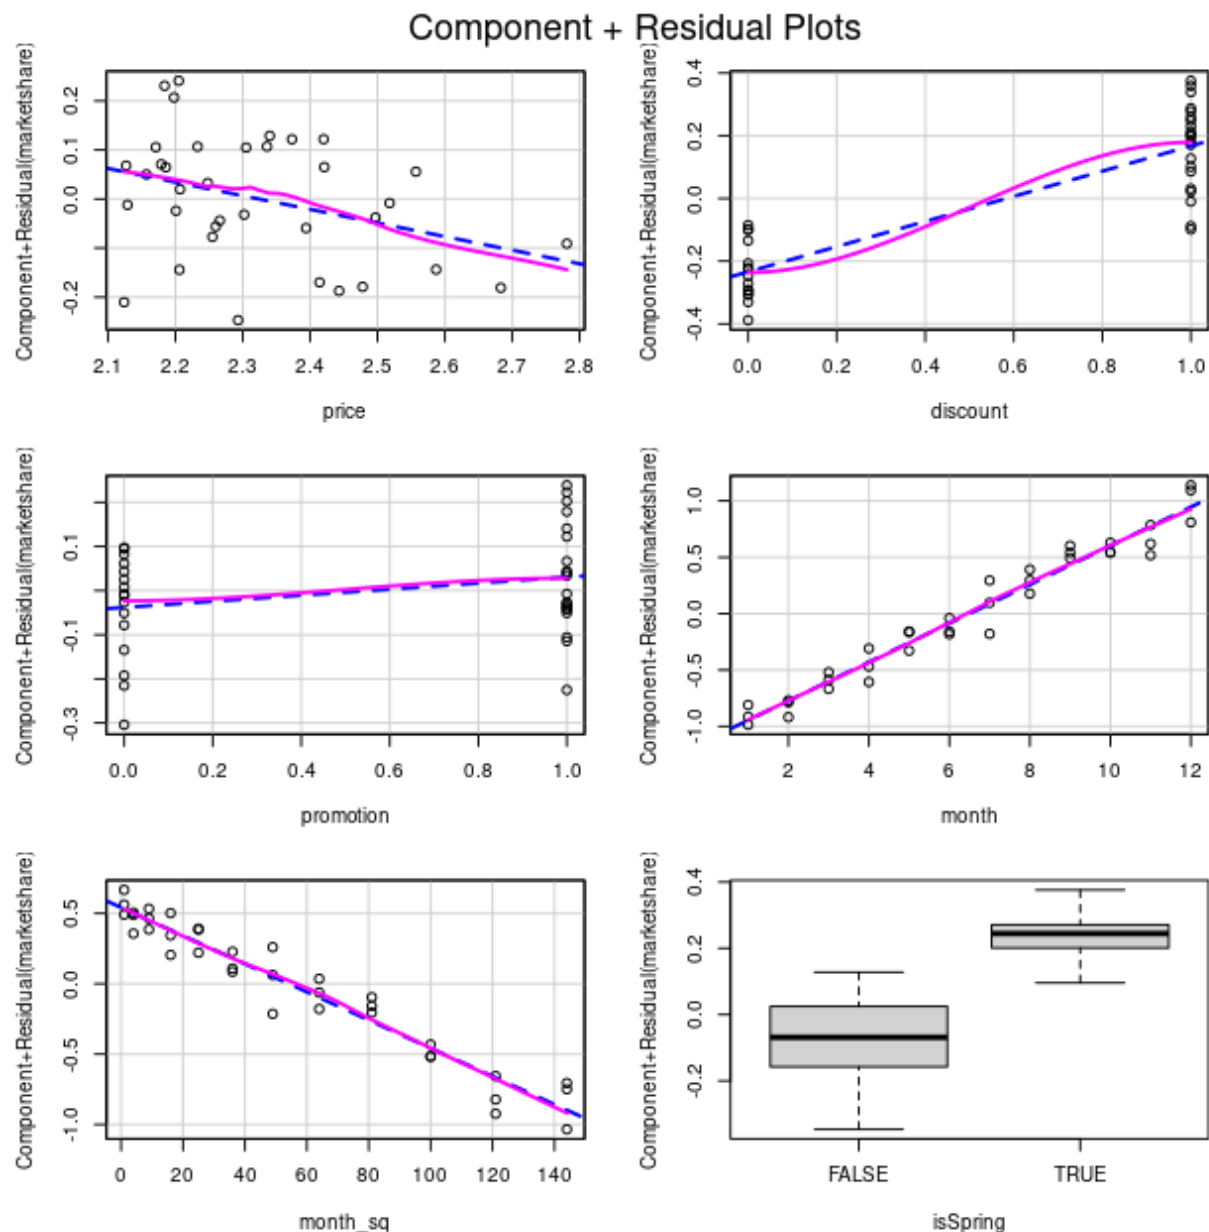 Component + Residual Plots
Component+Residual(marketshare)
0.2
0.1
0.0
-0.2
2.1 2.2 2.3 2.4 2.5 2.6 2.7 2.8
price
Component+Residual(marketshare)
0.4
0.2
0.0
-0.2
-0.4
0.0 0.2 0.4 0.6 0.8 1.0
discount
Component+Residual(marketshare)
0.1
-0.1
-0.3
0.0 0.2 0.4 0.6 0.8 1.0
promotion
Component+Residual(marketshare)
1.0
0.5
0.0
-0.5
-1.0
2 4 6 8 10 12
month
Component+Residual(marketshare)
0.5
0.0
-0.5
-1.0
0 20 40 60 80 100 120 140
month_sq
Component+Residual(marketshare)
0.4
0.2
0.0
-0.2
FALSE TRUE
isSpring